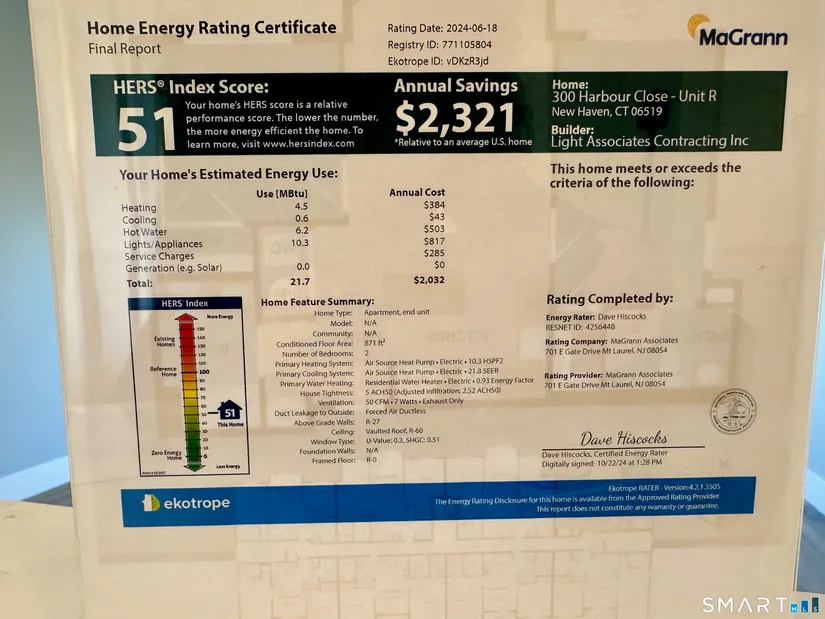 Home Energy Rating Certificate
Final Report
Rating Date: 2024-06-18
Registry ID: 771105804
Ekotrope ID: vDKzR3jd
MaGrann
HERS® Index Score:
51
Your home's HERS score is a relative
performance score. The lower the number,
the more energy efficient the home. To
learn more, visit www.hersindex.com
Annual Savings
$2,321
*Relative to an average U.S. home
Home:
300 Harbour Close - Unit R
New Haven, CT 06519
Builder:
Light Associates Contracting Inc
Your Home's Estimated Energy Use:
Use [MBtu] Annual Cost
Heating 4.5 $384
Cooling 0.6 $43
Hot Water 6.2 $503
Lights/Appliances 10.3 $817
Service Charges $285
Generation (e.g. Solar) 0.0 $0
Total: 21.7 $2,032
This home meets or exceeds the
criteria of the following:
HERS® Index
More Energy
150
Existing
Homes
140
130
120
110
Reference
Home
100
90
80
70
60
50
51
This Home
40
30
20
10
Zero Energy
Home
0
Less Energy
Home Feature Summary:
Home Type: Apartment, end unit
Model: N/A
Community: N/A
Conditioned Floor Area: 871 ft²
Number of Bedrooms: 2
Primary Heating System: Air Source Heat Pump • Electric • 10.3 HSPF2
Primary Cooling System: Air Source Heat Pump • Electric • 21.8 SEER
Primary Water Heating: Residential Water Heater • Electric • 0.93 Energy Factor
House Tightness: 5 ACH50 (Adjusted Infiltration: 2.52 ACH50)
Ventilation: 50 CFM • 7 Watts • Exhaust Only
Duct Leakage to Outside: Forced Air Ductless
Above Grade Walls: R-27
Ceiling: Vaulted Roof, R-60
Window Type: U-Value: 0.3, SHGC: 0.51
Foundation Walls: N/A
Framed Floor: R-0
Rating Completed by:
Energy Rater: Dave Hiscocks
RESNET ID: 4256448
Rating Company: MaGrann Associates
701 E Gate Drive Mt Laurel, NJ 08054
Rating Provider: MaGrann Associates
701 E Gate Drive Mt Laurel, NJ 08054
Dave Hiscocks
Dave Hiscocks, Certified Energy Rater
Digitally signed: 10/22/24 at 1:28 PM
ekotrope
Ekotrope RATER - Version:4.2.1.3505
The Energy Rating Disclosure for this home is available from the Approved Rating Provider.
This report does not constitute any warranty or guarantee.
SMART MLS